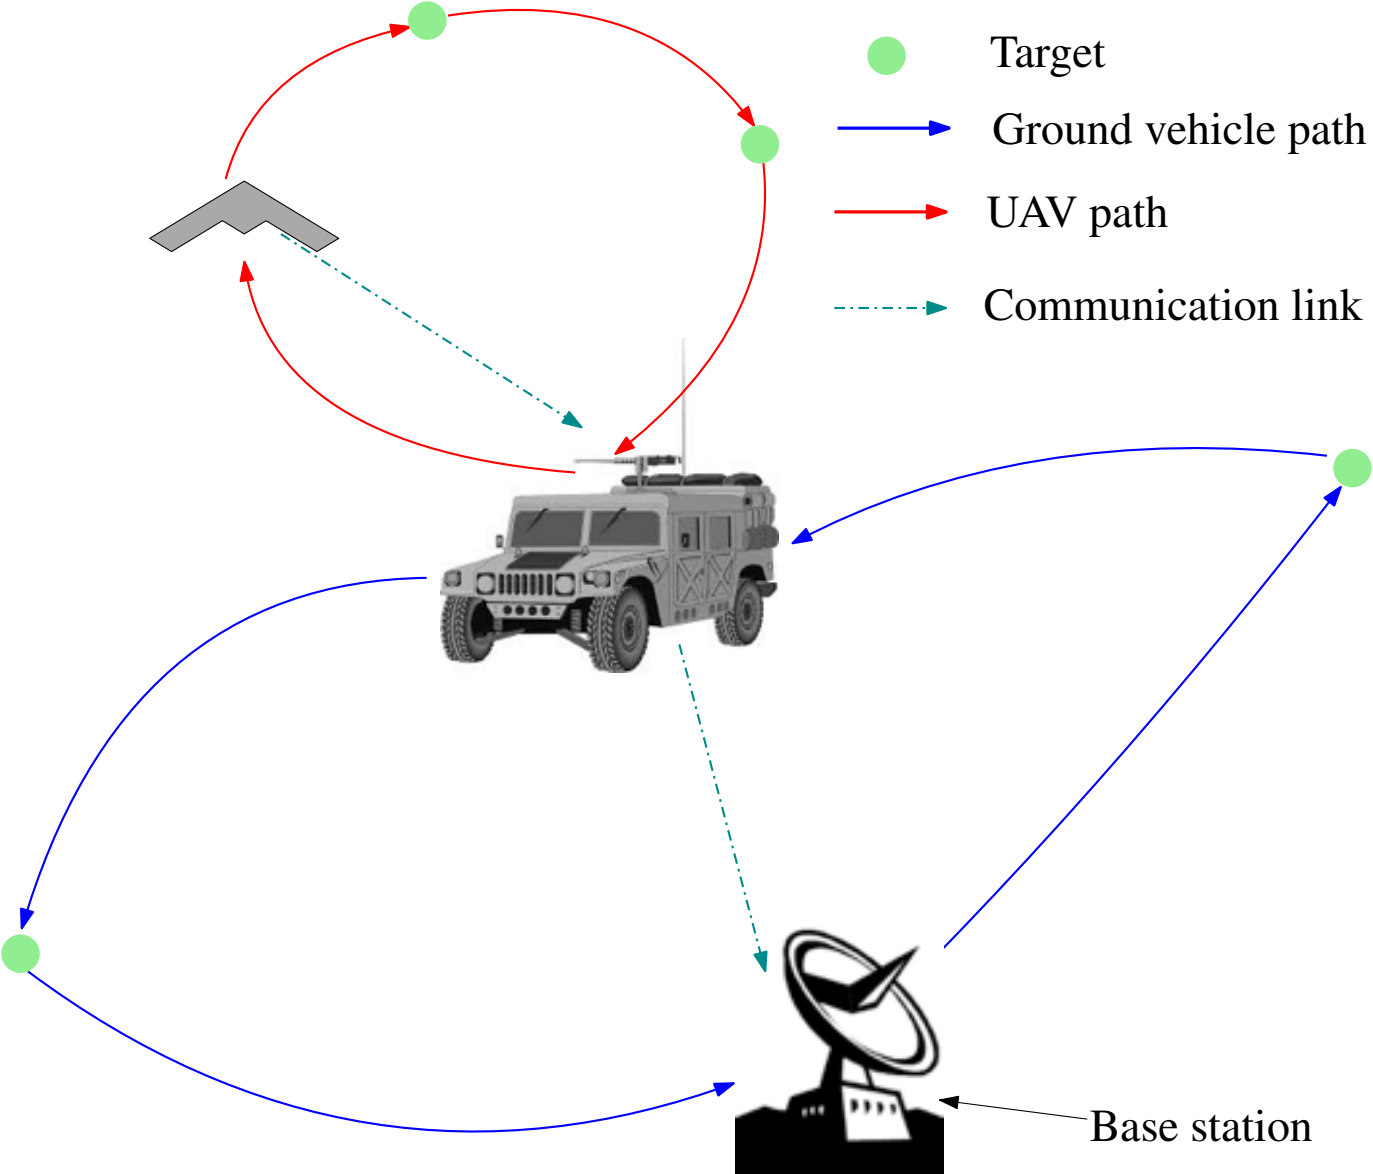 Target
Ground vehicle path
UAV path
Communication link
Base station